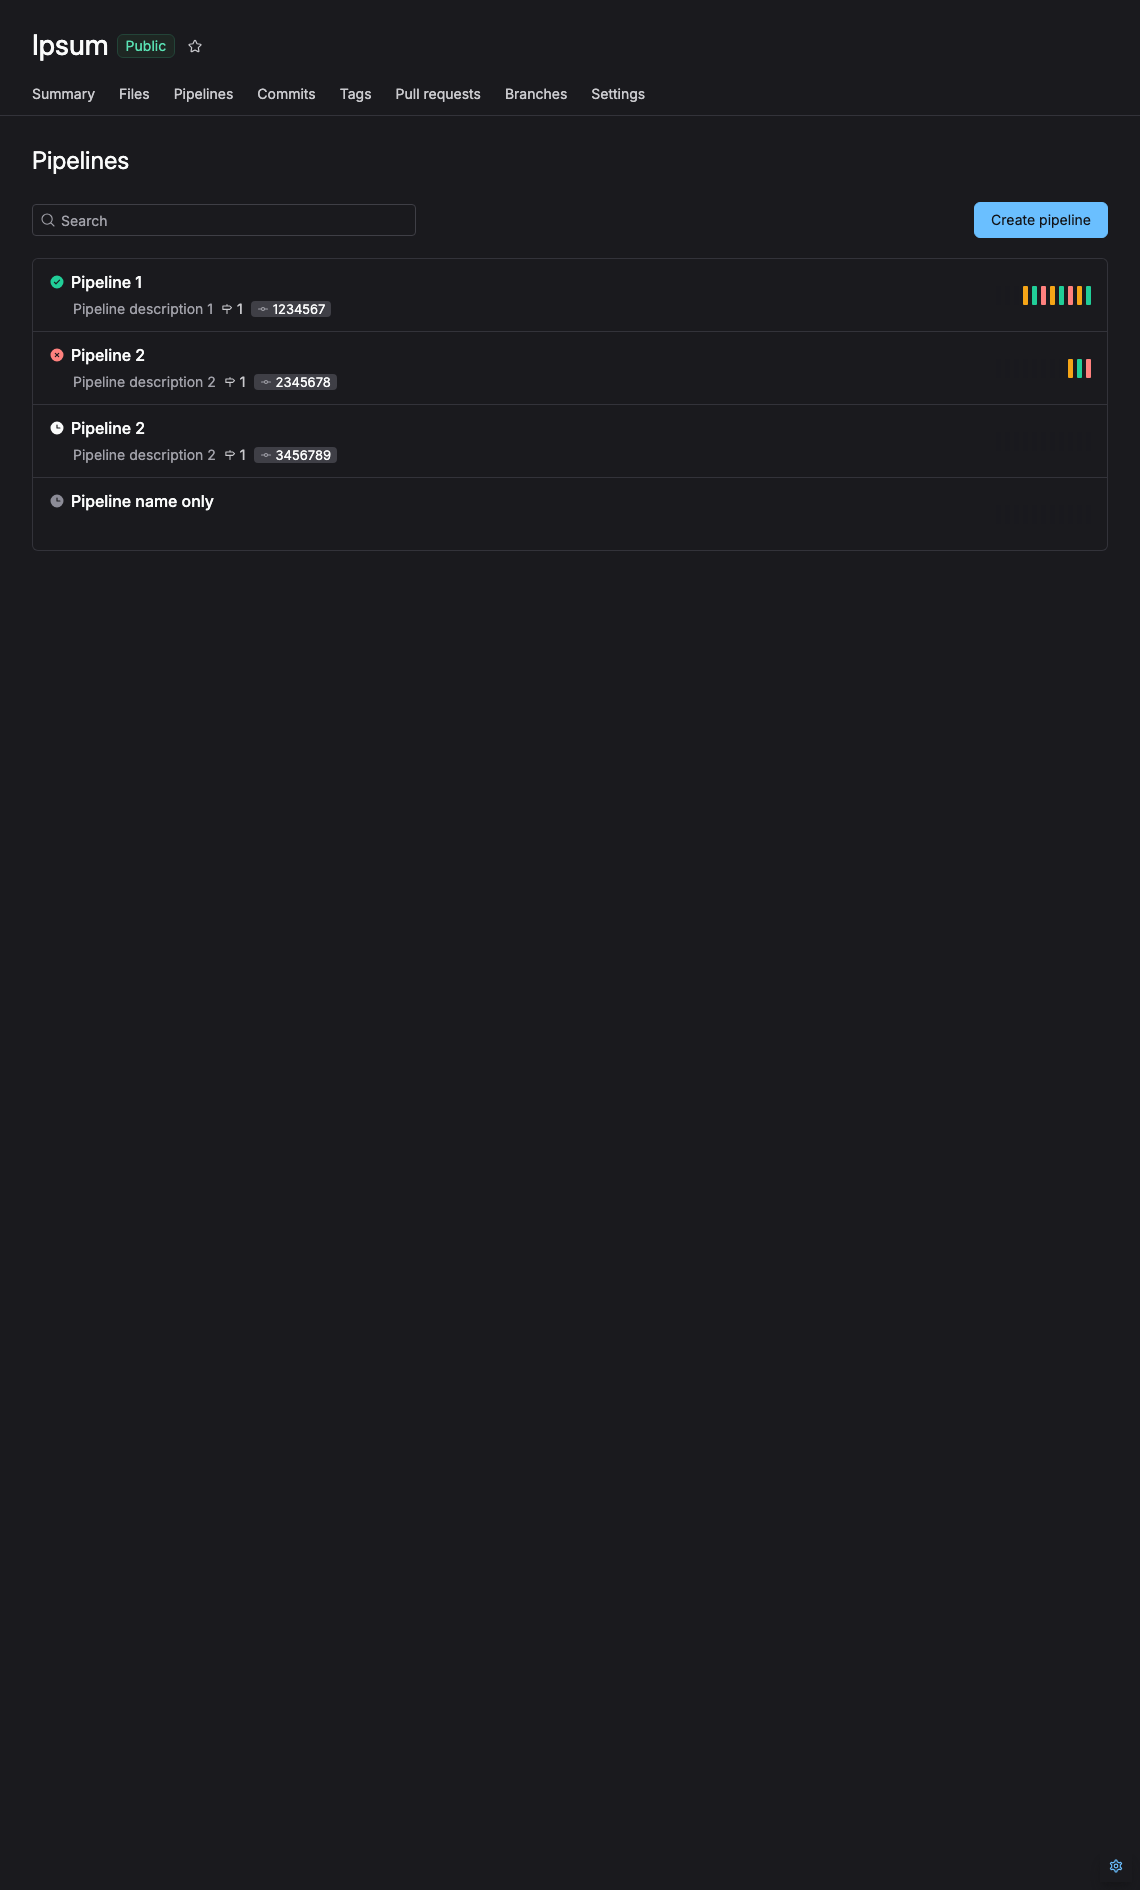 Ipsum Public
Summary Files Pipelines Commits Tags Pull requests Branches Settings
Pipelines
Search Create pipeline
Pipeline 1
Pipeline description 1 1 1234567
Pipeline 2
Pipeline description 2 1 2345678
Pipeline 2
Pipeline description 2 1 3456789
Pipeline name only